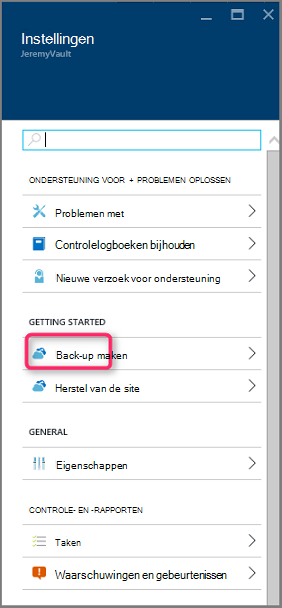 Instellingen
JeremyVault
ONDERSTEUNING VOOR + PROBLEMEN OPLOSSEN
Problemen met
Controlelogboeken bijhouden
Nieuwe verzoek voor ondersteuning
GETTING STARTED
Back-up maken
Herstel van de site
GENERAL
Eigenschappen
CONTROLE- EN -RAPPORTEN
Taken
Waarschuwingen en gebeurtenissen